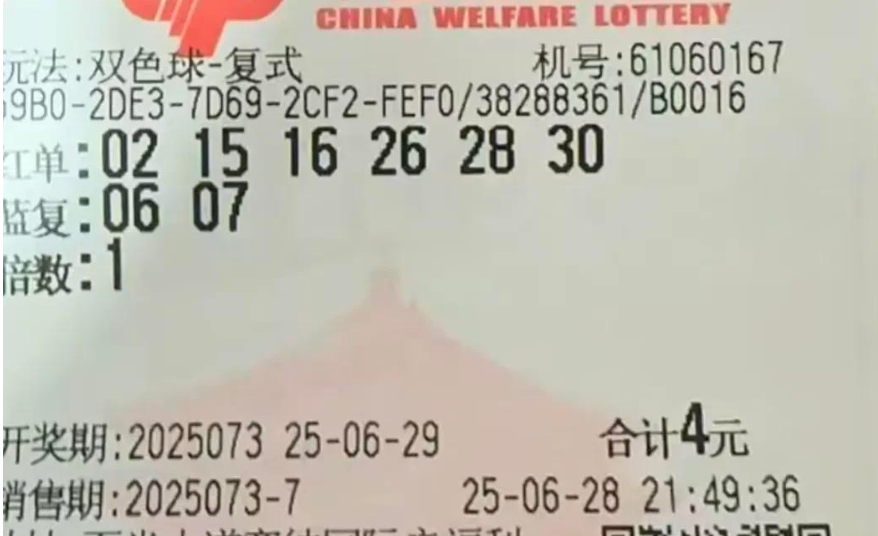 CHINA WELFARE LOTTERY
玩法:双色球-复式 机号:61060167
69B0-2DE3-7D69-2CF2-FEF0/38288361/B0016
红单:02 15 16 26 28 30
蓝复:06 07
倍数:1
开奖期:2025073 25-06-29 合计4元
销售期:2025073-7 25-06-28 21:49:36